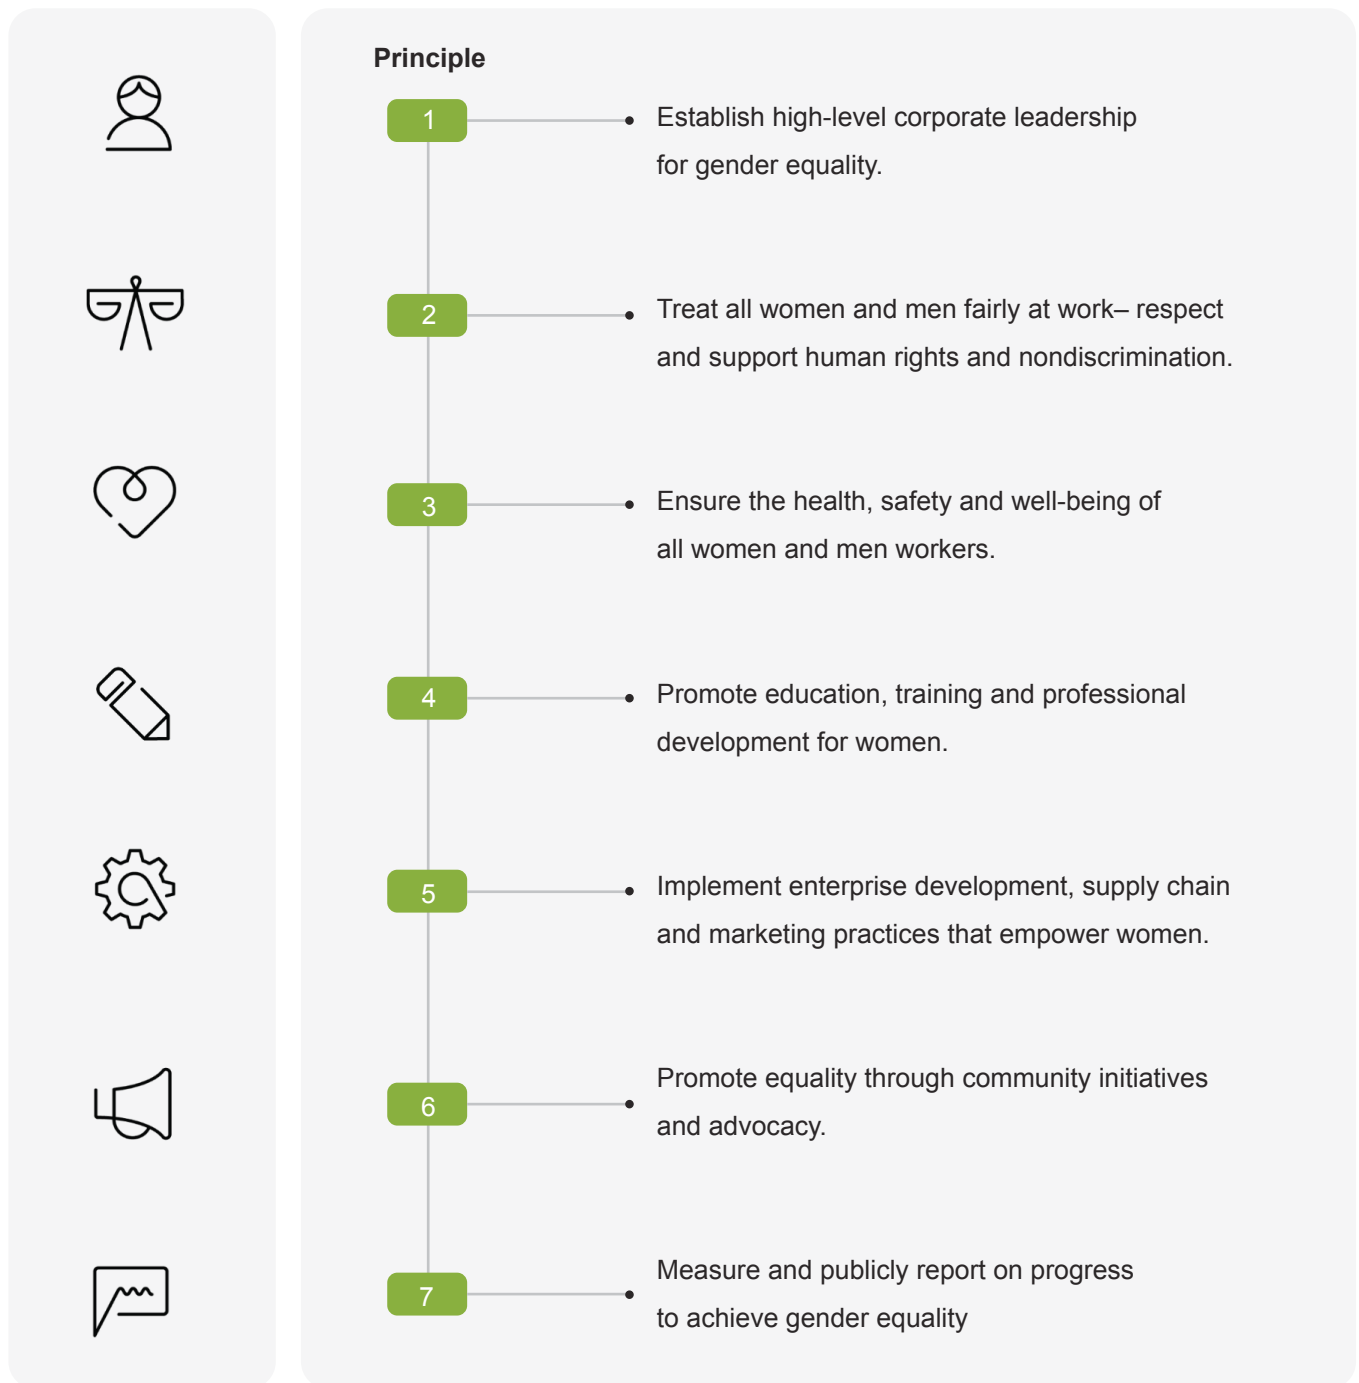 Principle
1
Establish high-level corporate leadership
for gender equality.
2
Treat all women and men fairly at work– respect
and support human rights and nondiscrimination.
3
Ensure the health, safety and well-being of
all women and men workers.
4
Promote education, training and professional
development for women.
5
Implement enterprise development, supply chain
and marketing practices that empower women.
6
Promote equality through community initiatives
and advocacy.
7
Measure and publicly report on progress
to achieve gender equality